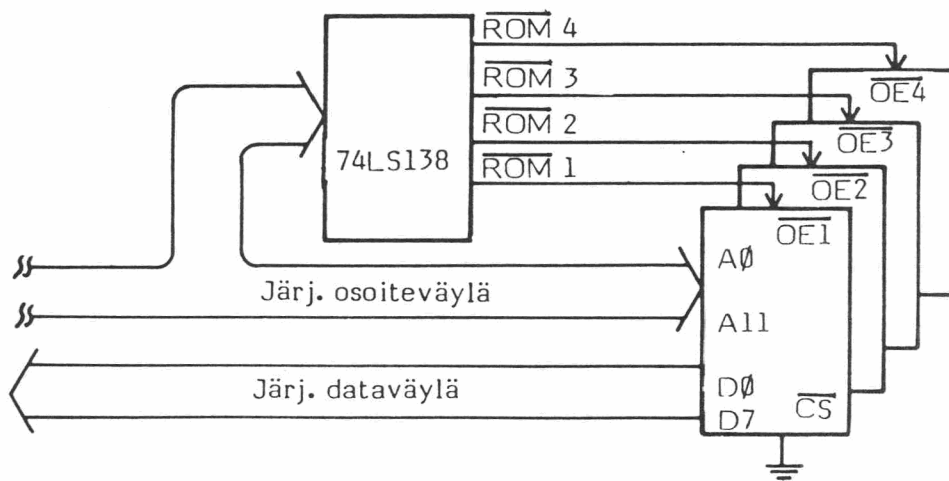 ROM 4
ROM 3
ROM 2
ROM 1
74LS138
OE4
OE3
OE2
OE1
AØ
A11
DØ
D7
CS
Järj. osoiteväylä
Järj. dataväylä